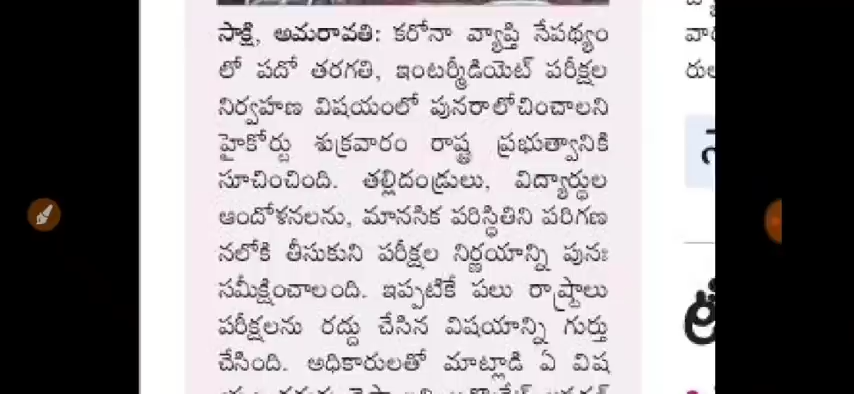 సాక్షి, అమరావతి: కరోనా వ్యాప్తి నేపథ్యం
లో పదో తరగతి, ఇంటర్మీడియెట్ పరీక్షల
నిర్వహణ విషయంలో పునరాలోచించాలని
హైకోర్టు శుక్రవారం రాష్ట్ర ప్రభుత్వానికి
సూచించింది. తల్లిదండ్రులు, విద్యార్థుల
ఆందోళనలను, మానసిక పరిస్థితిని పరిగణ
నలోకి తీసుకుని పరీక్షల నిర్ణయాన్ని పునః
సమీక్షించాలంది. ఇప్పటికే పలు రాష్ట్రాలు
పరీక్షలను రద్దు చేసిన విషయాన్ని గుర్తు
చేసింది. అధికారులతో మాట్లాడి ఏ విష